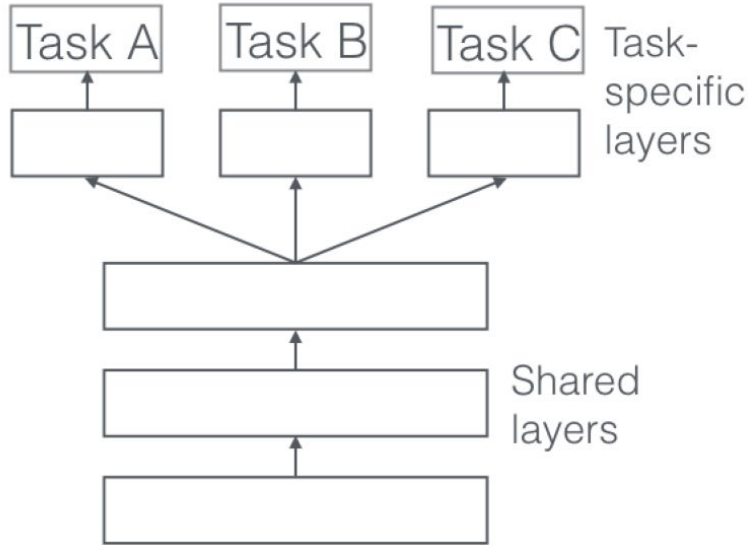 Task A
Task B
Task C
Task-
specific
layers
Shared
layers